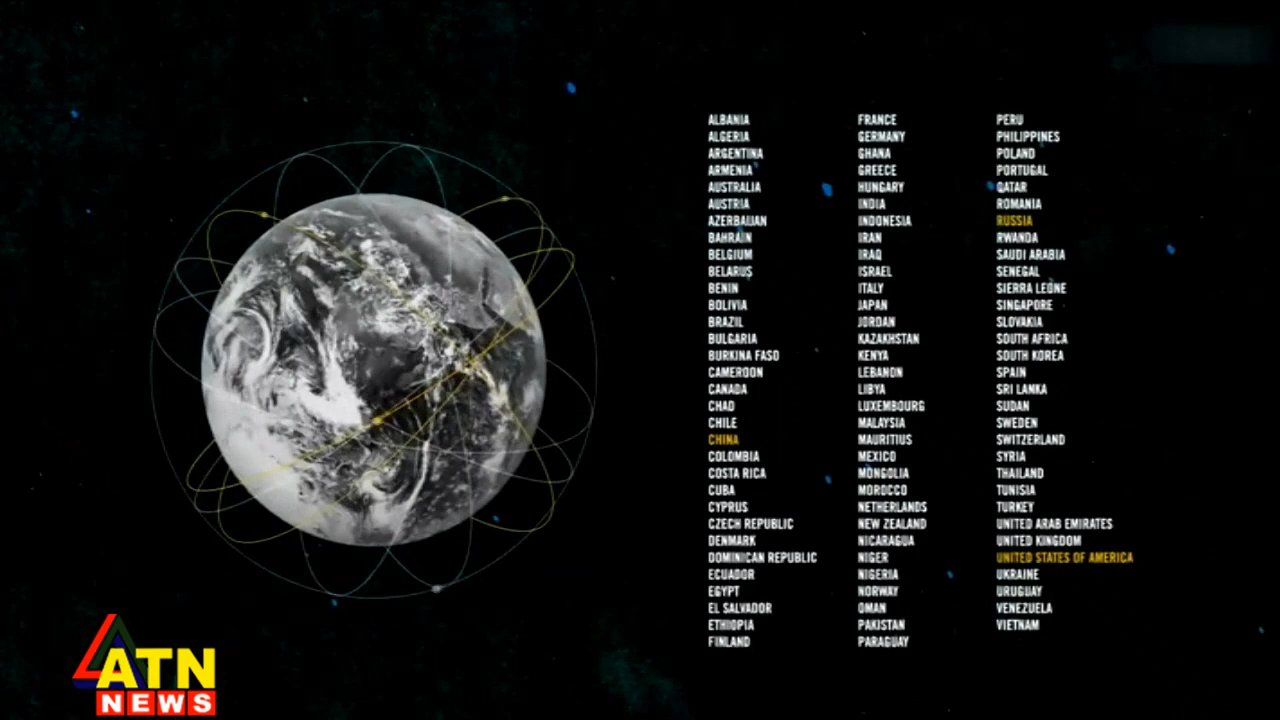 ALBANIA
ALGERIA
ARGENTINA
ARMENIA
AUSTRALIA
AUSTRIA
AZERBAIJAN
BAHRAIN
BELGIUM
BELARUS
BENIN
BOLIVIA
BRAZIL
BULGARIA
BURKINA FASO
CAMEROON
CANADA
CHAD
CHILE
CHINA
COLOMBIA
COSTA RICA
CUBA
CYPRUS
CZECH REPUBLIC
DENMARK
DOMINICAN REPUBLIC
ECUADOR
EGYPT
EL SALVADOR
ETHIOPIA
FINLAND
FRANCE
GERMANY
GHANA
GREECE
HUNGARY
INDIA
INDONESIA
IRAN
IRAQ
ISRAEL
ITALY
JAPAN
JORDAN
KAZAKHSTAN
KENYA
LEBANON
LIBYA
LUXEMBOURG
MALAYSIA
MAURITIUS
MEXICO
MONGOLIA
MOROCCO
NETHERLANDS
NEW ZEALAND
NICARAGUA
NIGER
NIGERIA
NORWAY
OMAN
PAKISTAN
PARAGUAY
PERU
PHILIPPINES
POLAND
PORTUGAL
QATAR
ROMANIA
RUSSIA
RWANDA
SAUDI ARABIA
SENEGAL
SIERRA LEONE
SINGAPORE
SLOVAKIA
SOUTH AFRICA
SOUTH KOREA
SPAIN
SRI LANKA
SUDAN
SWEDEN
SWITZERLAND
SYRIA
THAILAND
TUNISIA
TURKEY
UNITED ARAB EMIRATES
UNITED KINGDOM
UNITED STATES OF AMERICA
UKRAINE
URUGUAY
VENEZUELA
VIETNAM
ATN
NEWS